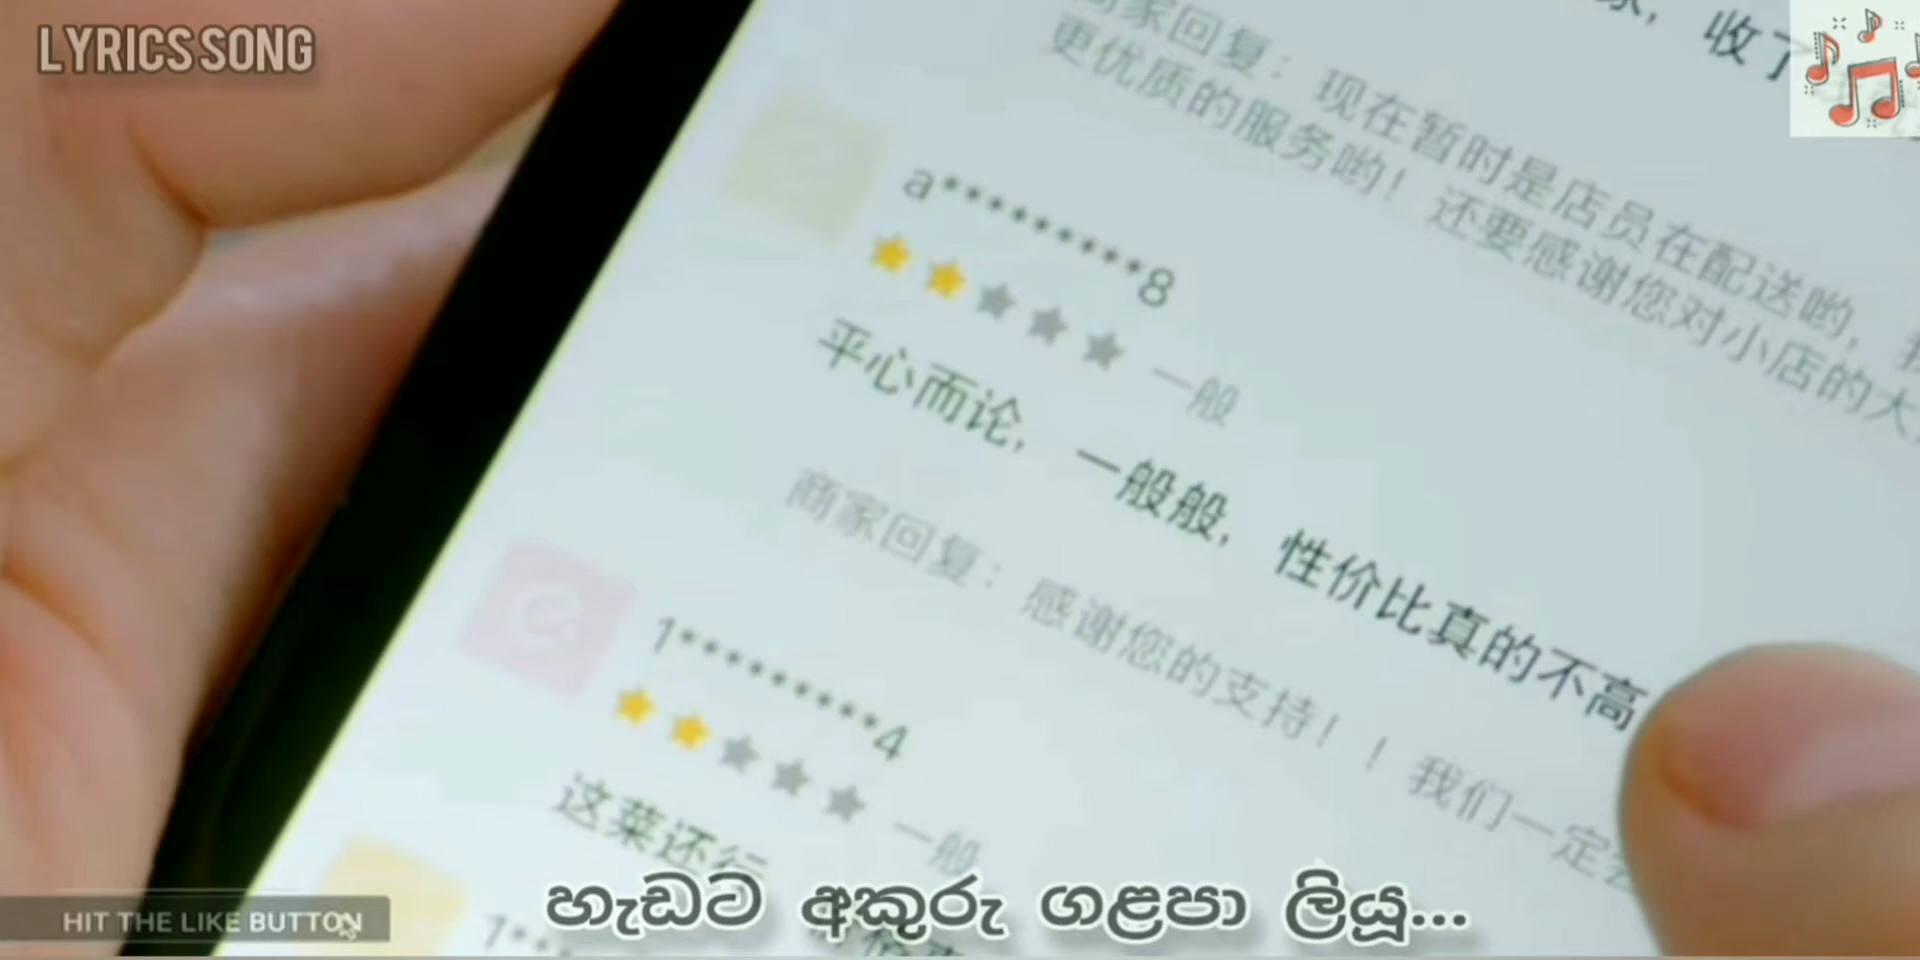 LYRICS SONG
收了
商家回复：现在暂时是店员在配送哟，我
更优质的服务哟！还要感谢您对小店的大
a*********8
一般
平心而论，一般般，性价比真的不高
商家回复：感谢您的支持！！我们一定会
1*********4
一般
这菜还行
හැඩට අකුරු ගළපා ලියූ...
HIT THE LIKE BUTTON